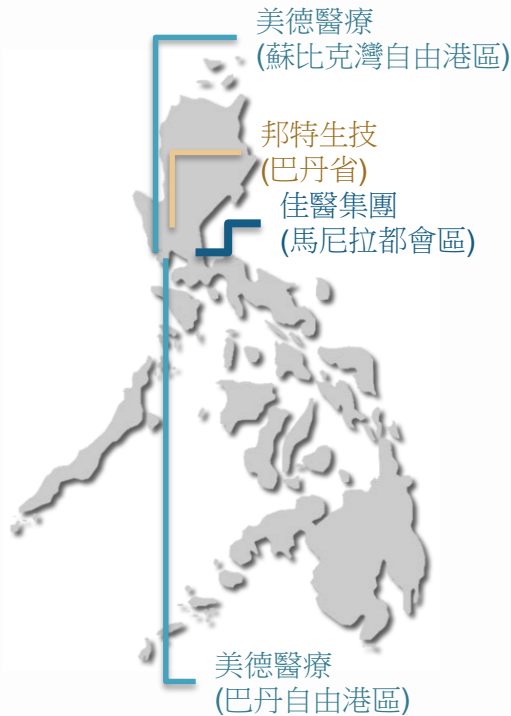 美德醫療
(蘇比克灣自由港區)
邦特生技
(巴丹省)
佳醫集團
(馬尼拉都會區)
美德醫療
(巴丹自由港區)